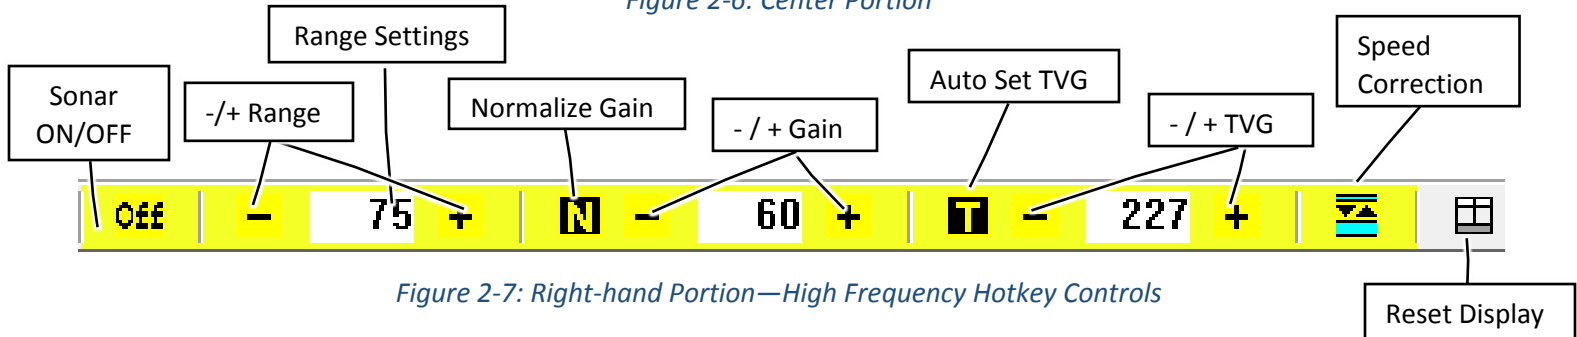 Figure 2-6: Center Portion
Range Settings
Speed
Correction
Sonar
ON/OFF
-/+ Range
Normalize Gain
- / + Gain
Auto Set TVG
- / + TVG
Off - 75 + N - 60 + T - 227 +
Figure 2-7: Right-hand Portion—High Frequency Hotkey Controls
Reset Display